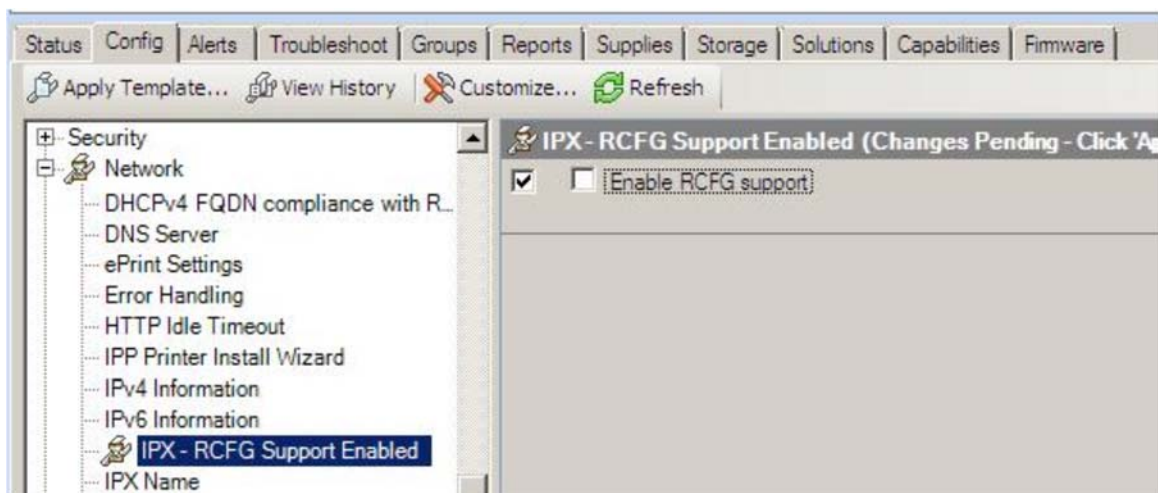 Status Config Alerts Troubleshoot Groups Reports Supplies Storage Solutions Capabilities Firmware
Apply Template... View History Customize... Refresh
Security
Network
DHCPv4 FQDN compliance with R...
DNS Server
ePrint Settings
Error Handling
HTTP Idle Timeout
IPP Printer Install Wizard
IPv4 Information
IPv6 Information
IPX - RCFG Support Enabled
IPX Name
IPX - RCFG Support Enabled (Changes Pending - Click 'Ap
Enable RCFG support